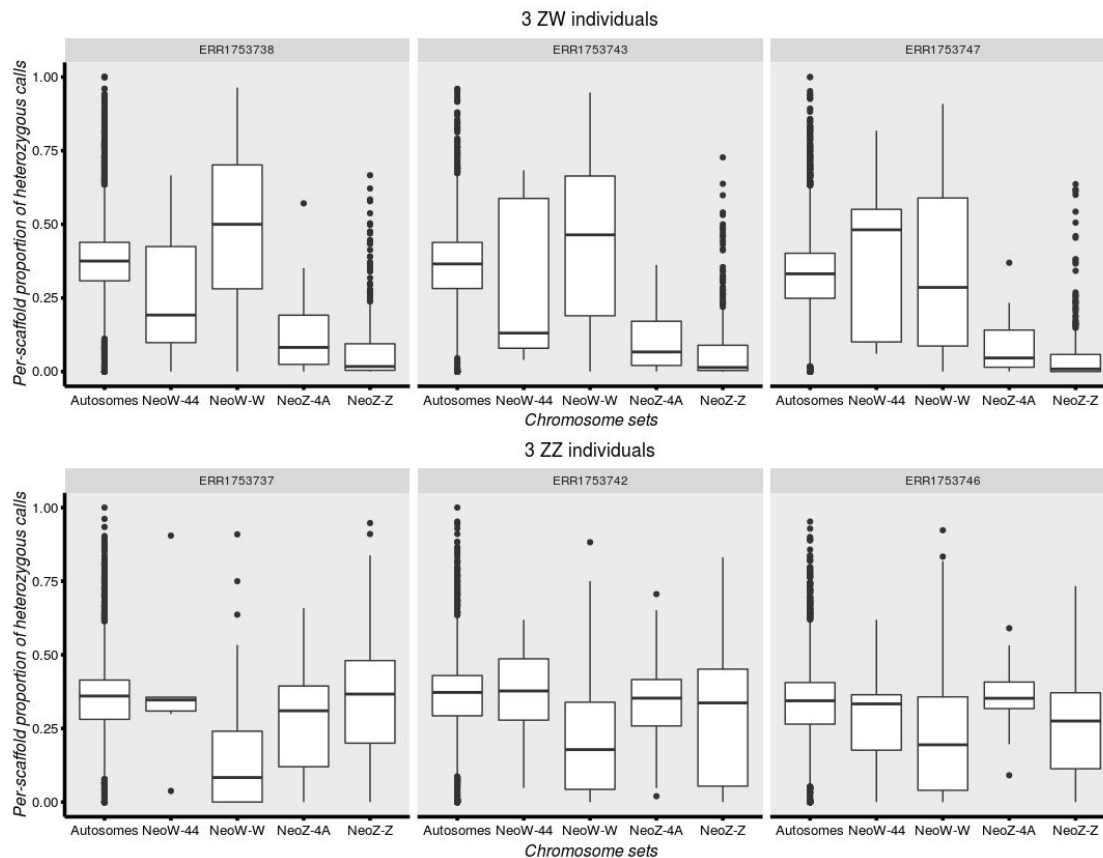 3 ZW individuals
ERR1753738 ERR1753743 ERR1753747
Per-scaffold proportion of heterozygous calls
1.00
0.75
0.50
0.25
0.00
Autosomes NeoW-44 NeoW-W NeoZ-4A NeoZ-Z Autosomes NeoW-44 NeoW-W NeoZ-4A NeoZ-Z Autosomes NeoW-44 NeoW-W NeoZ-4A NeoZ-Z
Chromosome sets
3 ZZ individuals
ERR1753737 ERR1753742 ERR1753746
Per-scaffold proportion of heterozygous calls
1.00
0.75
0.50
0.25
0.00
Autosomes NeoW-44 NeoW-W NeoZ-4A NeoZ-Z Autosomes NeoW-44 NeoW-W NeoZ-4A NeoZ-Z Autosomes NeoW-44 NeoW-W NeoZ-4A NeoZ-Z
Chromosome sets